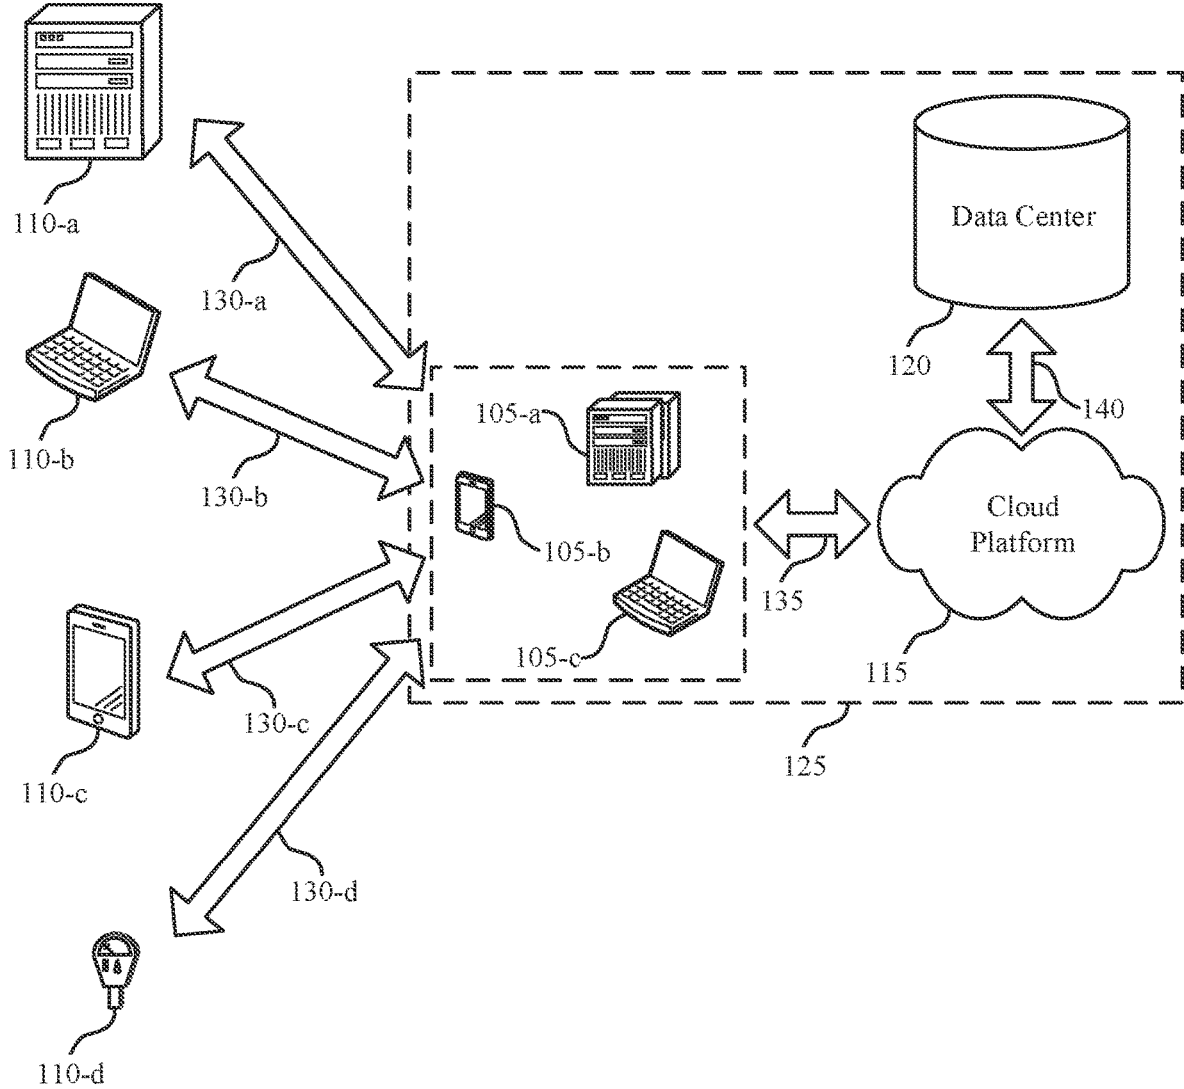 110-a
130-a
110-b
130-b
110-c
130-c
110-d
130-d
105-a
105-b
105-c
135
Data Center
120
140
Cloud
Platform
115
125